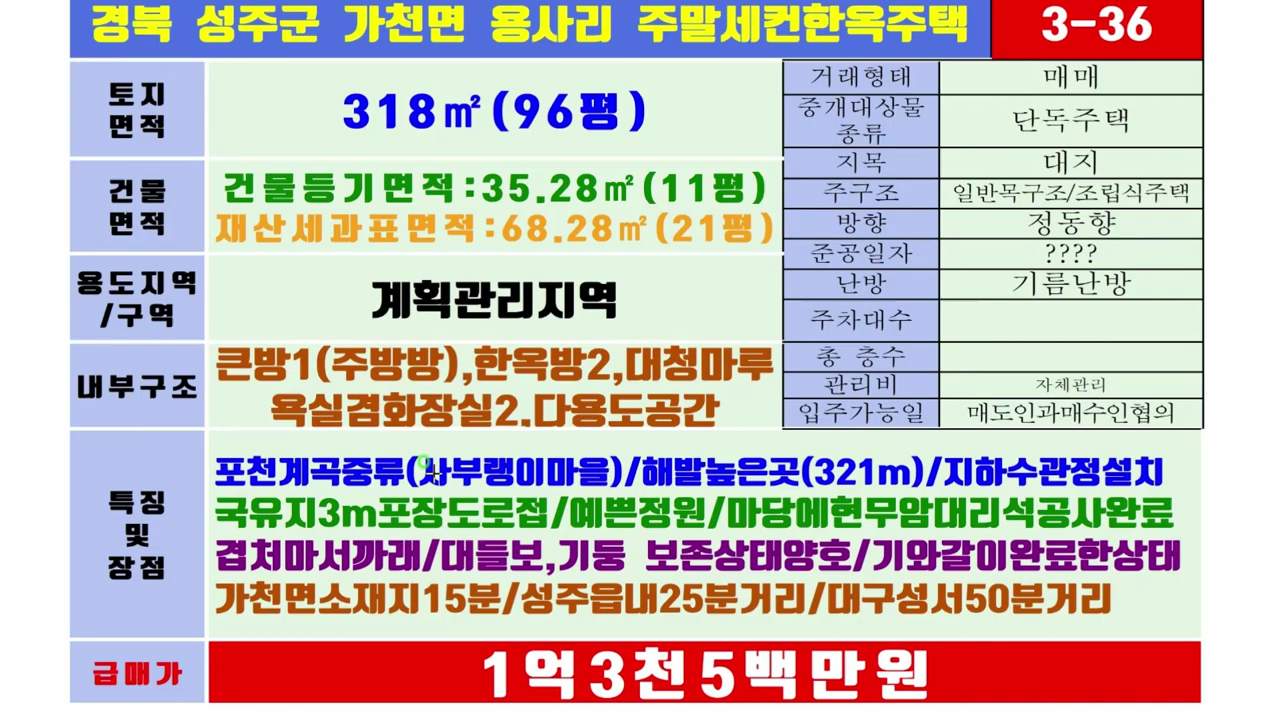 경북 성주군 가천면 용사리 주말세컨한옥주택
3-36
토지
면적
318㎡(96평)
건물
면적
건물등기면적:35.28㎡(11평)
재산세과표면적:68.28㎡(21평)
용도지역
/구역
계획관리지역
내부구조
큰방1(주방방),한옥방2,대청마루
욕실겸화장실2,다용도공간
거래형태
매매
중개대상물
종류
단독주택
지목
대지
주구조
일반목구조/조립식주택
방향
정동향
준공일자
????
난방
기름난방
주차대수
총 층수
관리비
자체관리
입주가능일
매도인과매수인협의
특징
및
장점
포천계곡중류(사부랭이마을)/해발높은곳(321m)/지하수관정설치
국유지3m포장도로접/예쁜정원/마당에현무암대리석공사완료
겹처마서까래/대들보,기둥 보존상태양호/기와갈이완료한상태
가천면소재지15분/성주읍내25분거리/대구성서50분거리
급매가
1억3천5백만원